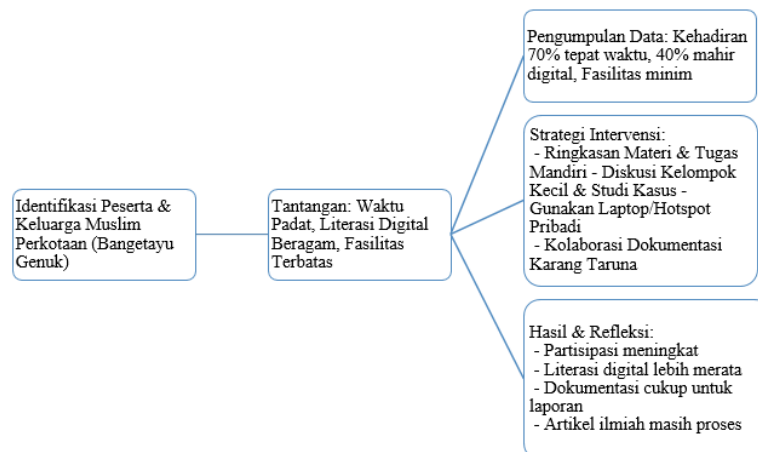 Identifikasi Peserta &
Keluarga Muslim
Perkotaan (Bangetayu
Genuk)
Tantangan: Waktu
Padat, Literasi Digital
Beragam, Fasilitas
Terbatas
Pengumpulan Data: Kehadiran
70% tepat waktu, 40% mahir
digital, Fasilitas minim
Strategi Intervensi:
- Ringkasan Materi & Tugas
Mandiri - Diskusi Kelompok
Kecil & Studi Kasus -
Gunakan Laptop/Hotspot
Pribadi
- Kolaborasi Dokumentasi
Karang Taruna
Hasil & Refleksi:
- Partisipasi meningkat
- Literasi digital lebih merata
- Dokumentasi cukup untuk
laporan
- Artikel ilmiah masih proses